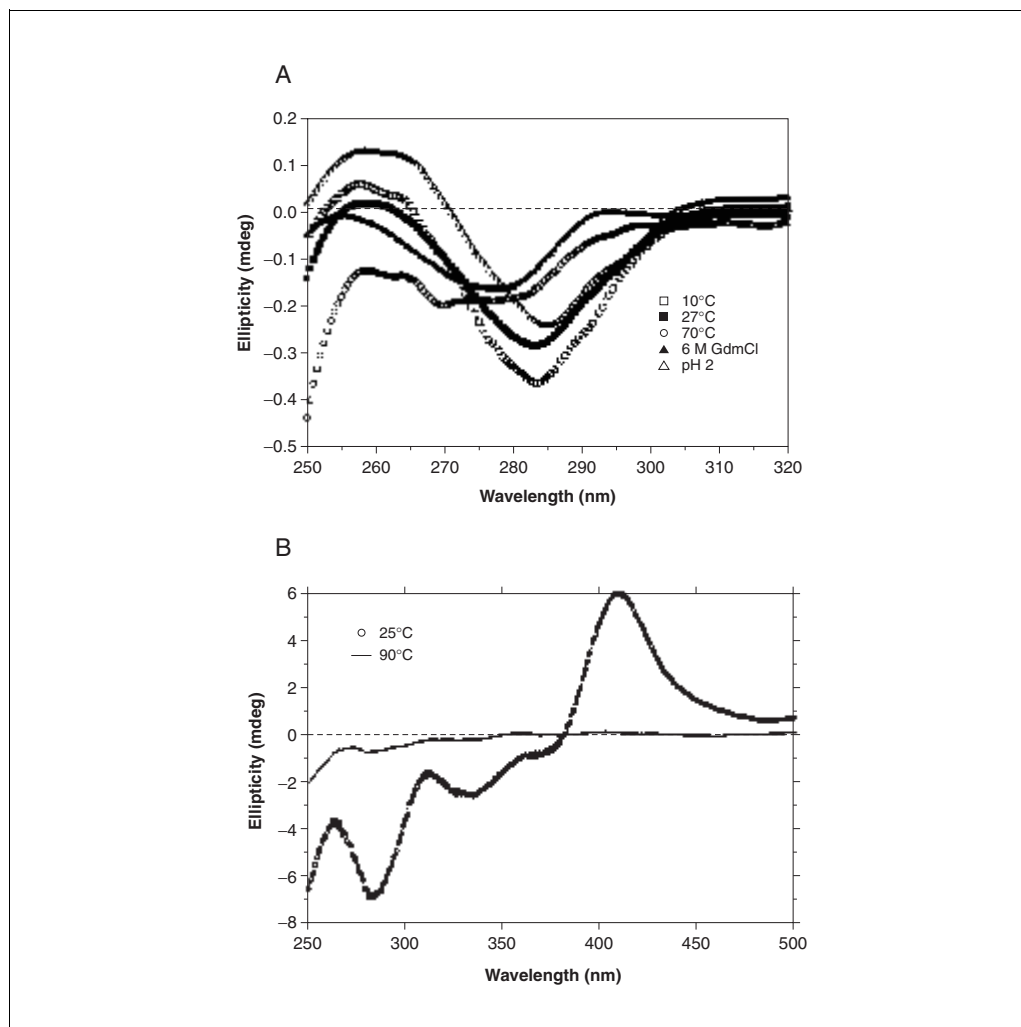 A
0.2
0.1
0.0
−0.1
−0.2
−0.3
−0.4
−0.5
Ellipticity (mdeg)
10°C
27°C
70°C
6 M GdmCl
pH 2
250 260 270 280 290 300 310 320
Wavelength (nm)
B
6
4
2
0
−2
−4
−6
−8
Ellipticity (mdeg)
25°C
90°C
250 300 350 400 450 500
Wavelength (nm)